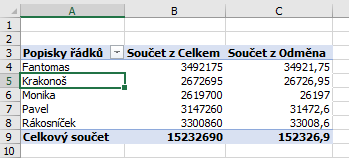 A B C
1
2
3 Popisky řádků Součet z Celkem Součet z Odměna
4 Fantomas 3492175 34921,75
5 Krakonoš 2672695 26726,95
6 Monika 2619700 26197
7 Pavel 3147260 31472,6
8 Rákosníček 3300860 33008,6
9 Celkový součet 15232690 152326,9
10